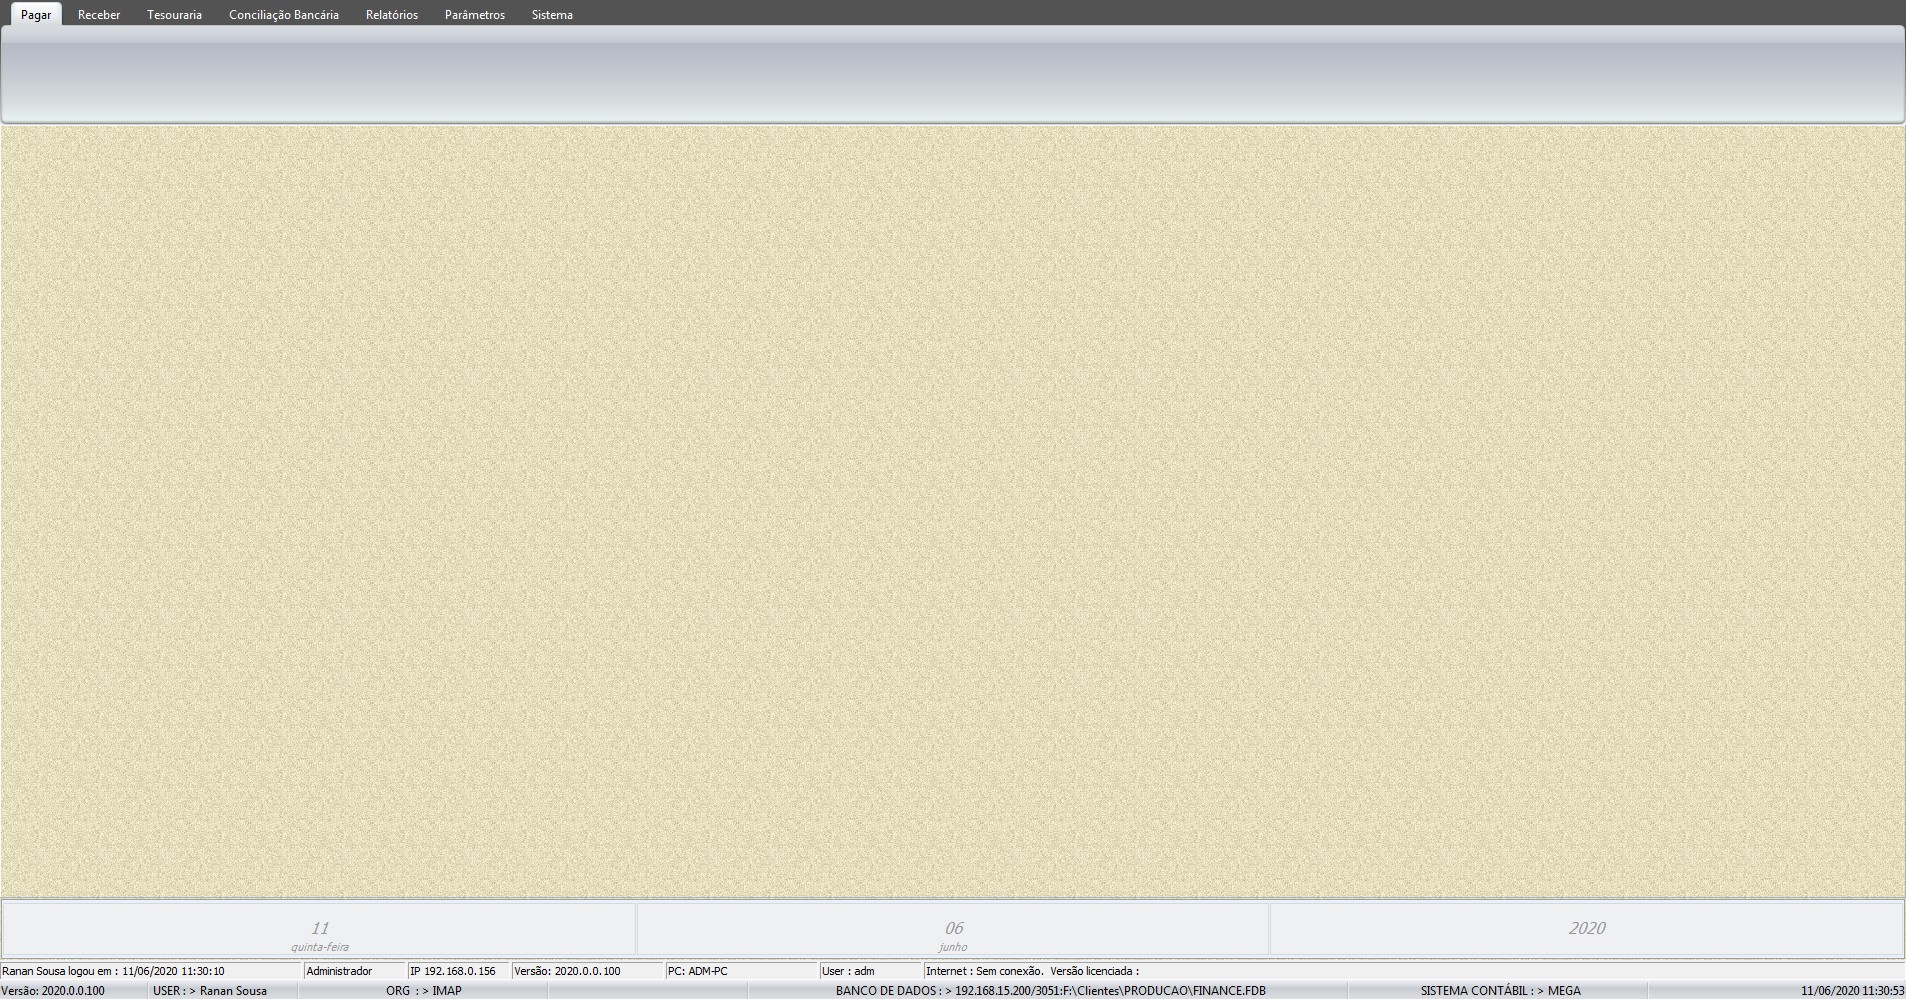 Pagar Receber Tesouraria Conciliação Bancária Relatórios Parâmetros Sistema
11 06 2020
quinta-feira junho
Ranan Sousa logou em : 11/06/2020 11:30:10 Administrador IP 192.168.0.156 Versão: 2020.0.0.100 PC: ADM-PC User : adm Internet : Sem conexão. Versão licenciada :
Versão: 2020.0.0.100 USER : > Ranan Sousa ORG : > IMAP BANCO DE DADOS : > 192.168.15.200/3051:F:\Clientes\PRODUCAO\FINANCE.FDB SISTEMA CONTÁBIL : > MEGA 11/06/2020 11:30:53